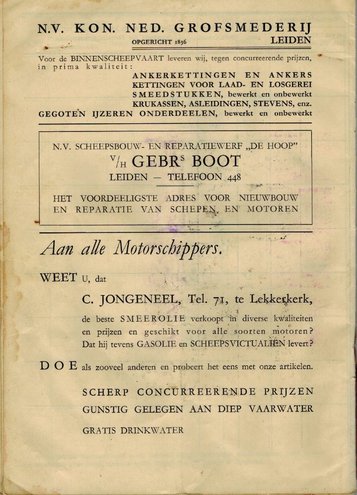 N.V. KON. NED. GROFSMEDERIJ
OPGERICHT 1836 LEIDEN
Voor de BINNENSCHEEPVAART leveren wij, tegen concurreerende prijzen,
in prima kwaliteit:
ANKERKETTINGEN EN ANKERS
KETTINGEN VOOR LAAD- EN LOSGEREI
SMEEDSTUKKEN, bewerkt en onbewerkt
KRUKASSEN, ASLEIDINGEN, STEVENS, enz.
GEGOTEN IJZEREN ONDERDEELEN, bewerkt en onbewerkt
N.V. SCHEEPSBOUW- EN REPARATIEWERF „DE HOOP”
V/H GEBRS BOOT
LEIDEN — TELEFOON 448
HET VOORDEELIGSTE ADRES VOOR NIEUWBOUW
EN REPARATIE VAN SCHEPEN EN MOTOREN
Aan alle Motorschippers.
WEET U, dat
C. JONGENEEL, Tel. 71, te Lekkerkerk,
de beste SMEEROLIE verkoopt in diverse kwaliteiten
en prijzen en geschikt voor alle soorten motoren?
Dat hij tevens GASOLIE en SCHEEPSVICTUALIËN levert?
DOE als zooveel anderen en probeert het eens met onze artikelen.
SCHERP CONCURREERENDE PRIJZEN
GUNSTIG GELEGEN AAN DIEP VAARWATER
GRATIS DRINKWATER